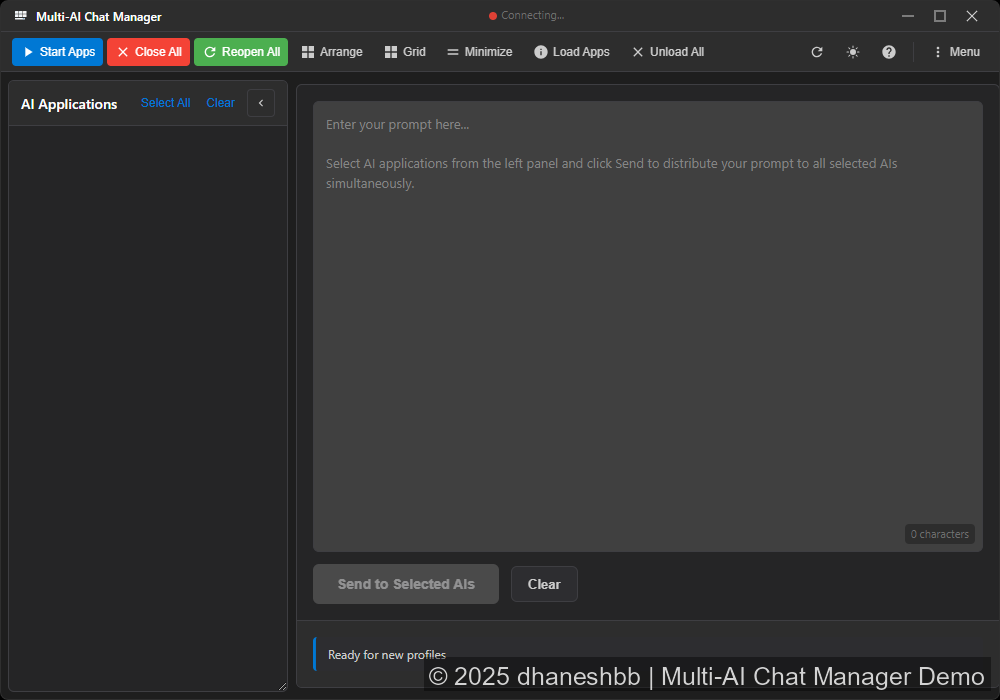 Multi-AI Chat Manager
Connecting...
Start Apps
Close All
Reopen All
Arrange
Grid
Minimize
Load Apps
Unload All
Menu
AI Applications
Select All
Clear
Enter your prompt here...
Select AI applications from the left panel and click Send to distribute your prompt to all selected AIs
simultaneously.
0 characters
Send to Selected AIs
Clear
Ready for new profiles
© 2025 dhaneshbb | Multi-AI Chat Manager Demo